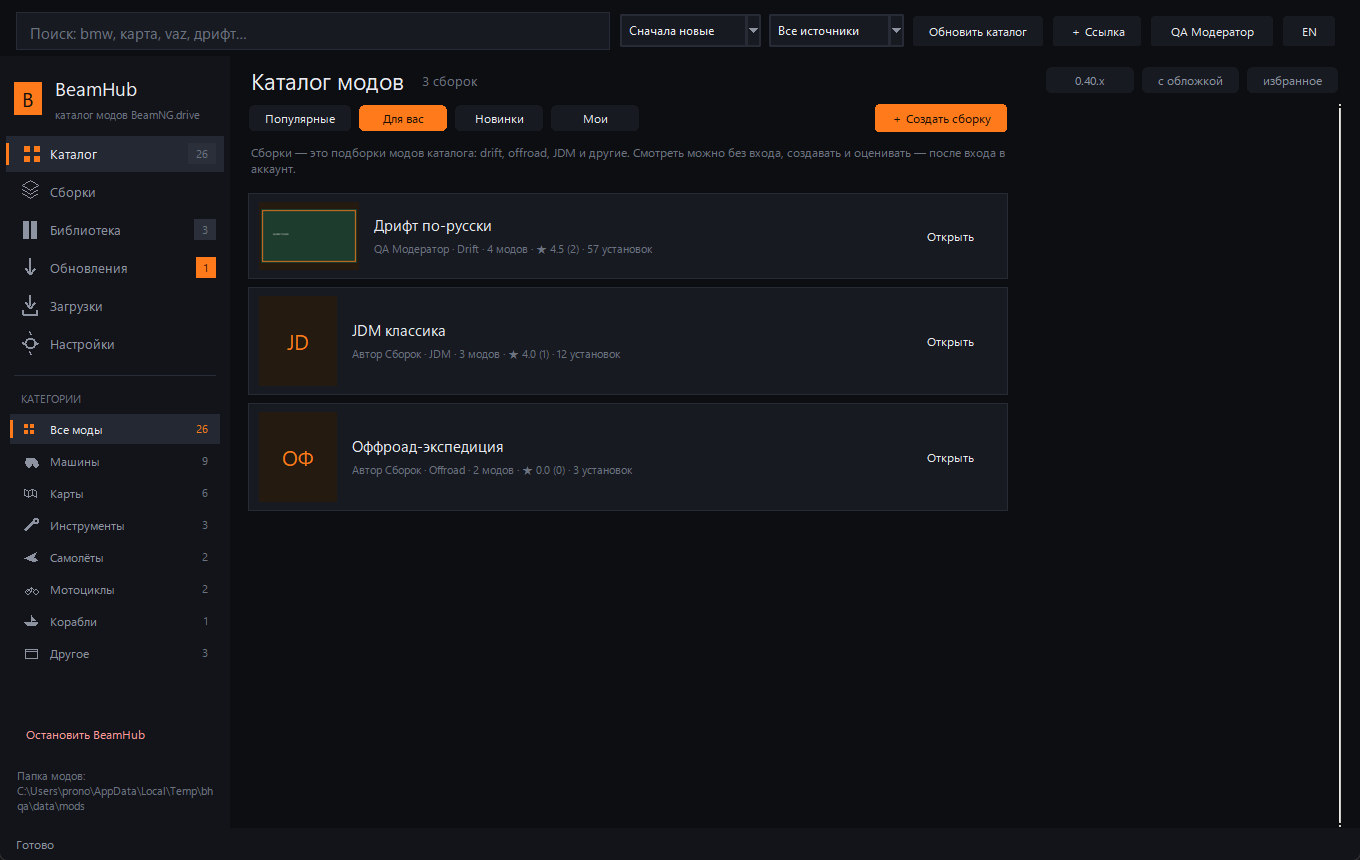 Поиск: bmw, карта, vaz, дрифт...
Сначала новые
Все источники
Обновить каталог
+ Ссылка
QA Модератор
EN
B
BeamHub
каталог модов BeamNG.drive
Каталог 26
Сборки
Библиотека 3
Обновления 1
Загрузки
Настройки
КАТЕГОРИИ
Все моды 26
Машины 9
Карты 6
Инструменты 3
Самолёты 2
Мотоциклы 2
Корабли 1
Другое 3
Остановить BeamHub
Папка модов:
C:\Users\prono\AppData\Local\Temp\bh
qa\data\mods
Готово
Каталог модов 3 сборок
0.40.x
с обложкой
избранное
Популярные
Для вас
Новинки
Мои
+ Создать сборку
Сборки — это подборки модов каталога: drift, offroad, JDM и другие. Смотреть можно без входа, создавать и оценивать — после входа в
аккаунт.
Дрифт по-русски
QA Модератор · Drift · 4 модов · ★ 4.5 (2) · 57 установок
Открыть
JD
JDM классика
Автор Сборок · JDM · 3 модов · ★ 4.0 (1) · 12 установок
Открыть
ОФ
Оффроад-экспедиция
Автор Сборок · Offroad · 2 модов · ★ 0.0 (0) · 3 установок
Открыть